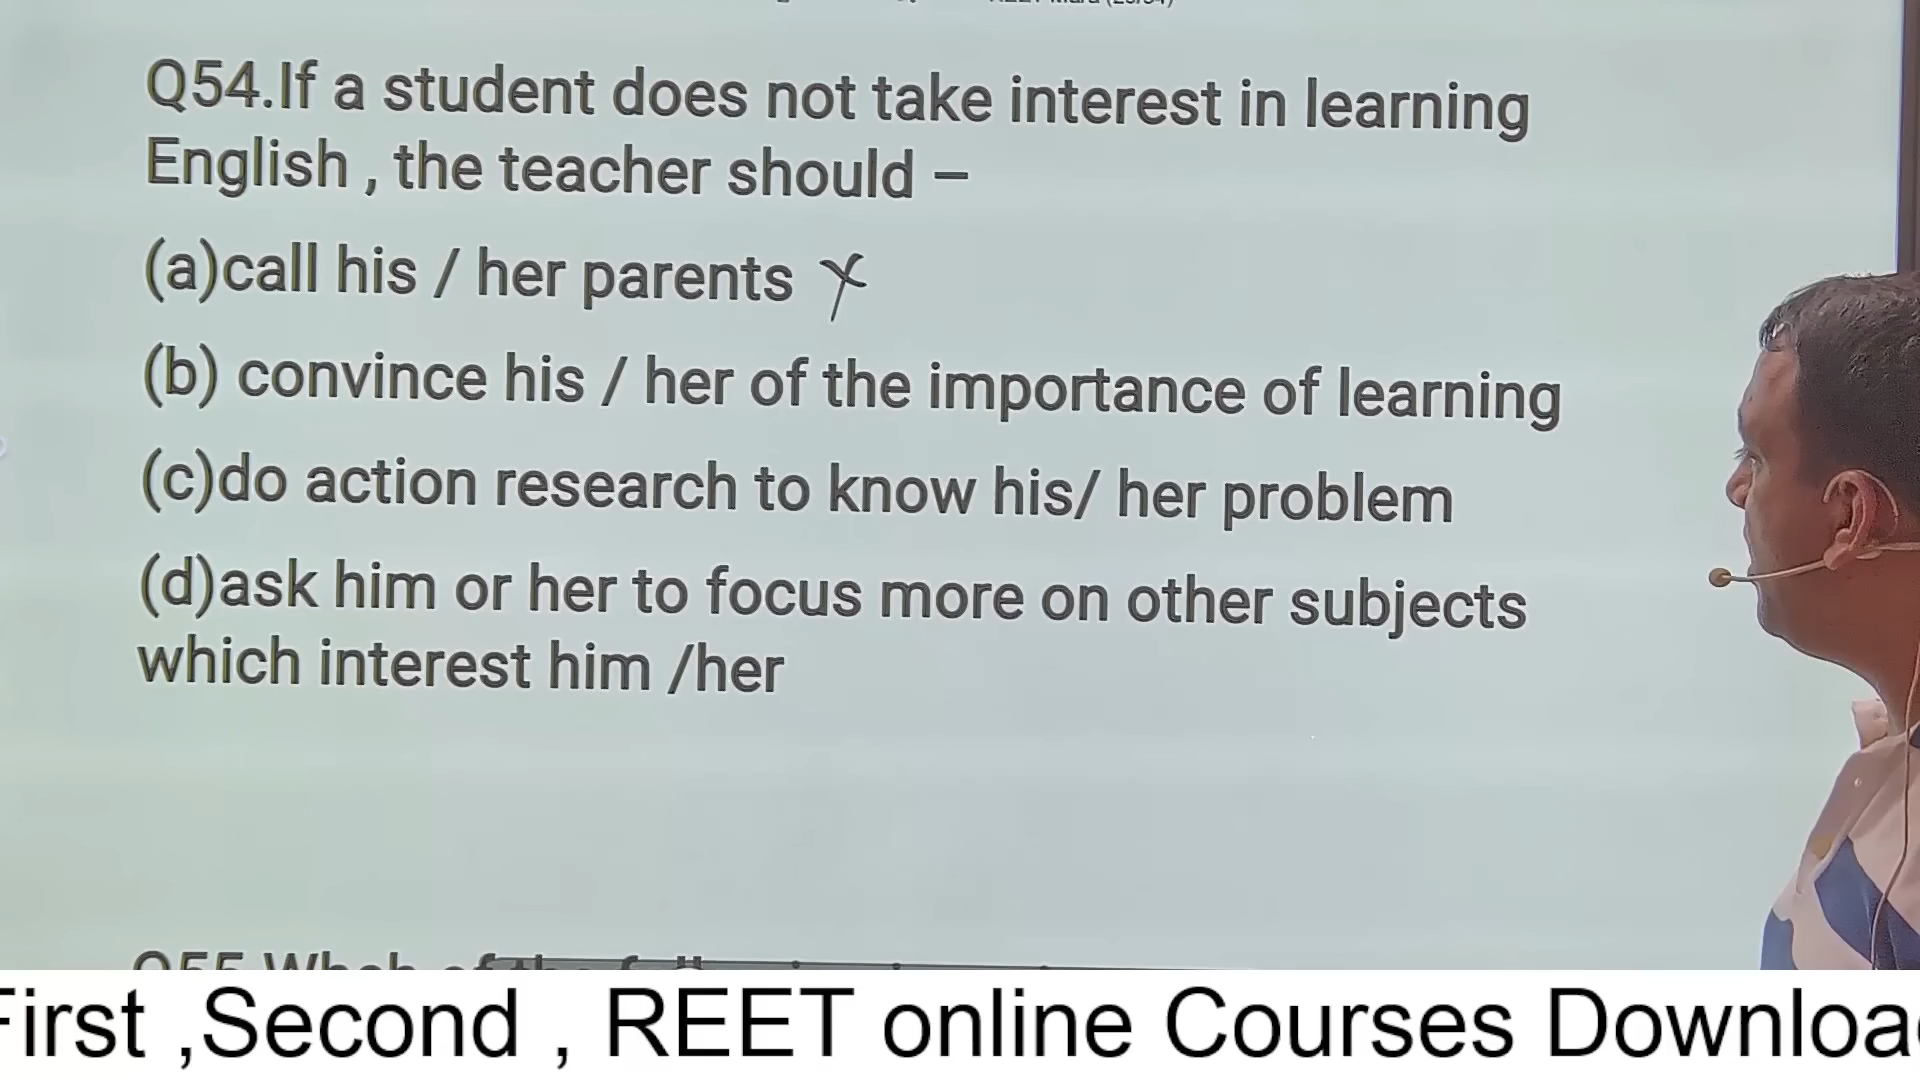 Q54.If a student does not take interest in learning
English , the teacher should –
(a)call his / her parents
(b) convince his / her of the importance of learning
(c)do action research to know his/ her problem
(d)ask him or her to focus more on other subjects
which interest him /her
First ,Second , REET online Courses Downloa